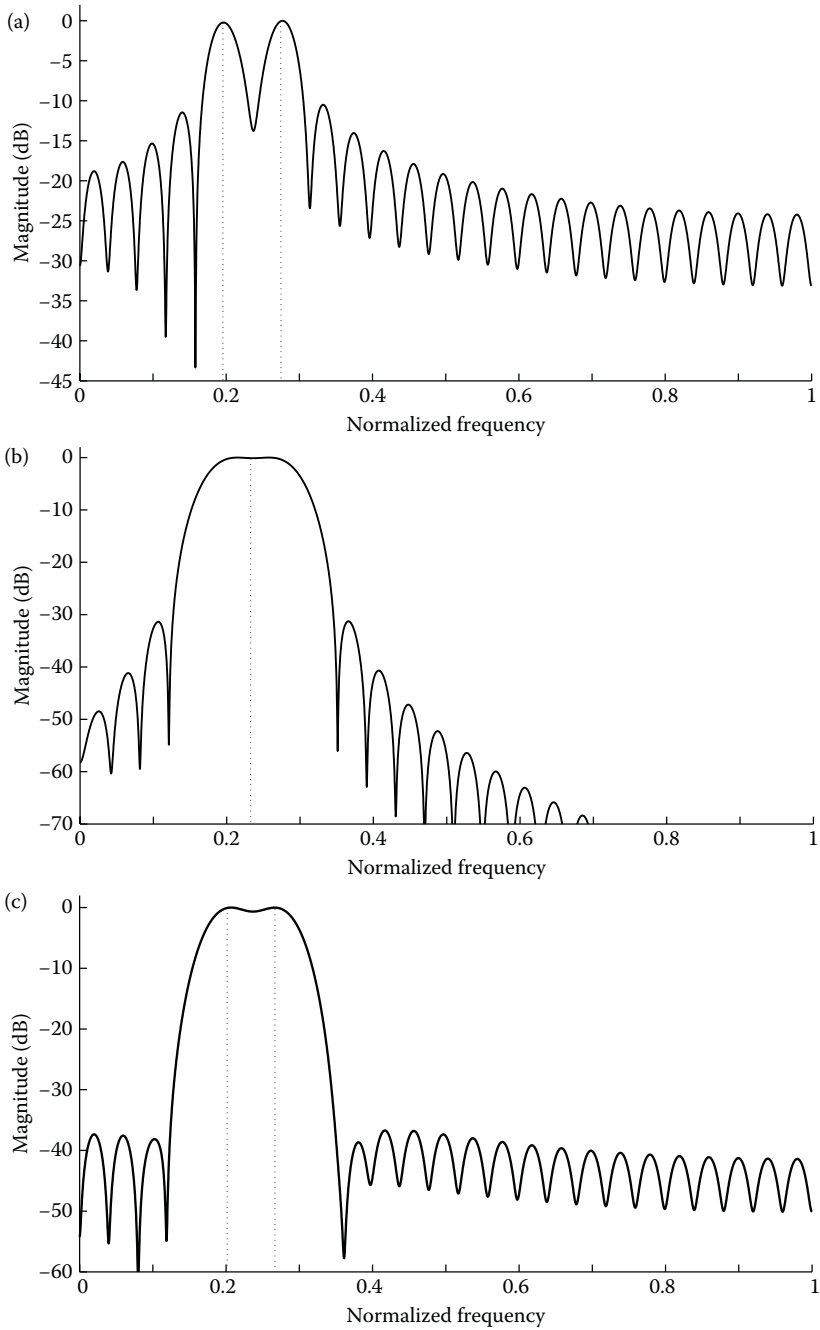 (a)
0
–5
–10
–15
–20
–25
–30
–35
–40
–45
Magnitude (dB)
0 0.2 0.4 0.6 0.8 1
Normalized frequency
(b)
0
–10
–20
–30
–40
–50
–60
–70
Magnitude (dB)
0 0.2 0.4 0.6 0.8 1
Normalized frequency
(c)
0
–10
–20
–30
–40
–50
–60
Magnitude (dB)
0 0.2 0.4 0.6 0.8 1
Normalized frequency